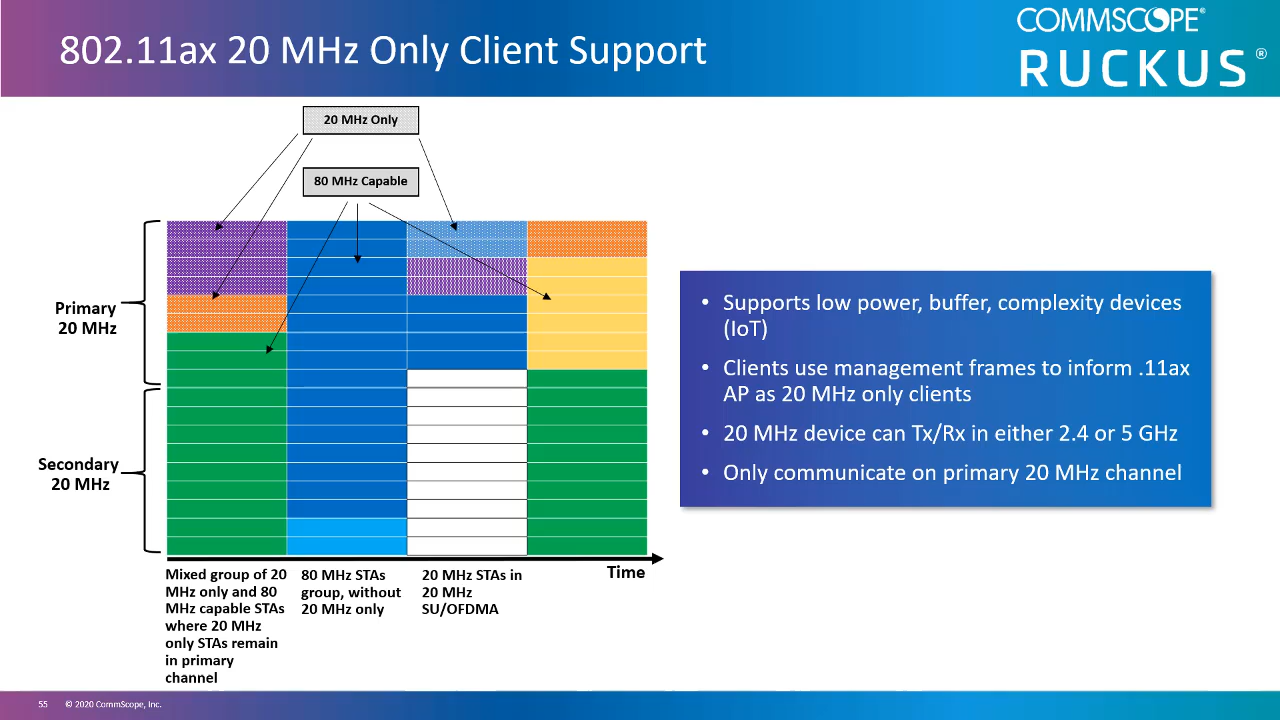 802.11ax 20 MHz Only Client Support
COMMSCOPE®
RUCKUS®
20 MHz Only
80 MHz Capable
Primary
20 MHz
Secondary
20 MHz
Time
Mixed group of 20
MHz only and 80
MHz capable STAs
where 20 MHz
only STAs remain
in primary
channel
80 MHz STAs
group, without
20 MHz only
20 MHz STAs in
20 MHz
SU/OFDMA
• Supports low power, buffer, complexity devices
(IoT)
• Clients use management frames to inform .11ax
AP as 20 MHz only clients
• 20 MHz device can Tx/Rx in either 2.4 or 5 GHz
• Only communicate on primary 20 MHz channel
55 © 2020 CommScope, Inc.